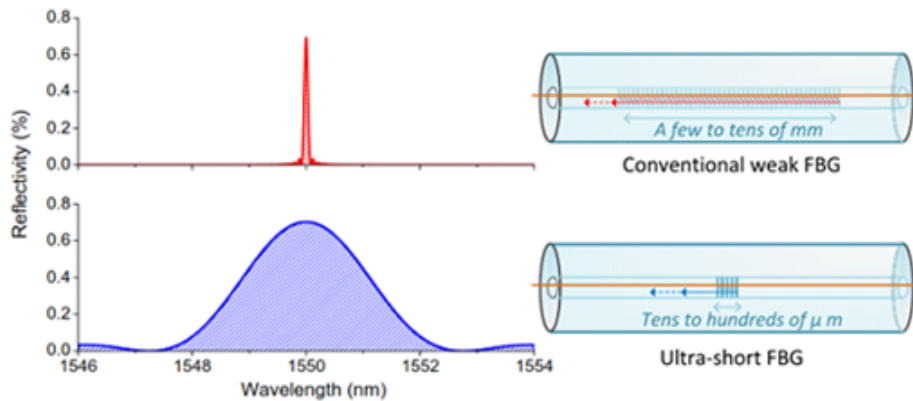 Reflectivity (%)
0.8
0.6
0.4
0.2
0.0
A few to tens of mm
Conventional weak FBG
0.8
0.6
0.4
0.2
0.0
1546 1548 1550 1552 1554
Wavelength (nm)
Tens to hundreds of μ m
Ultra-short FBG